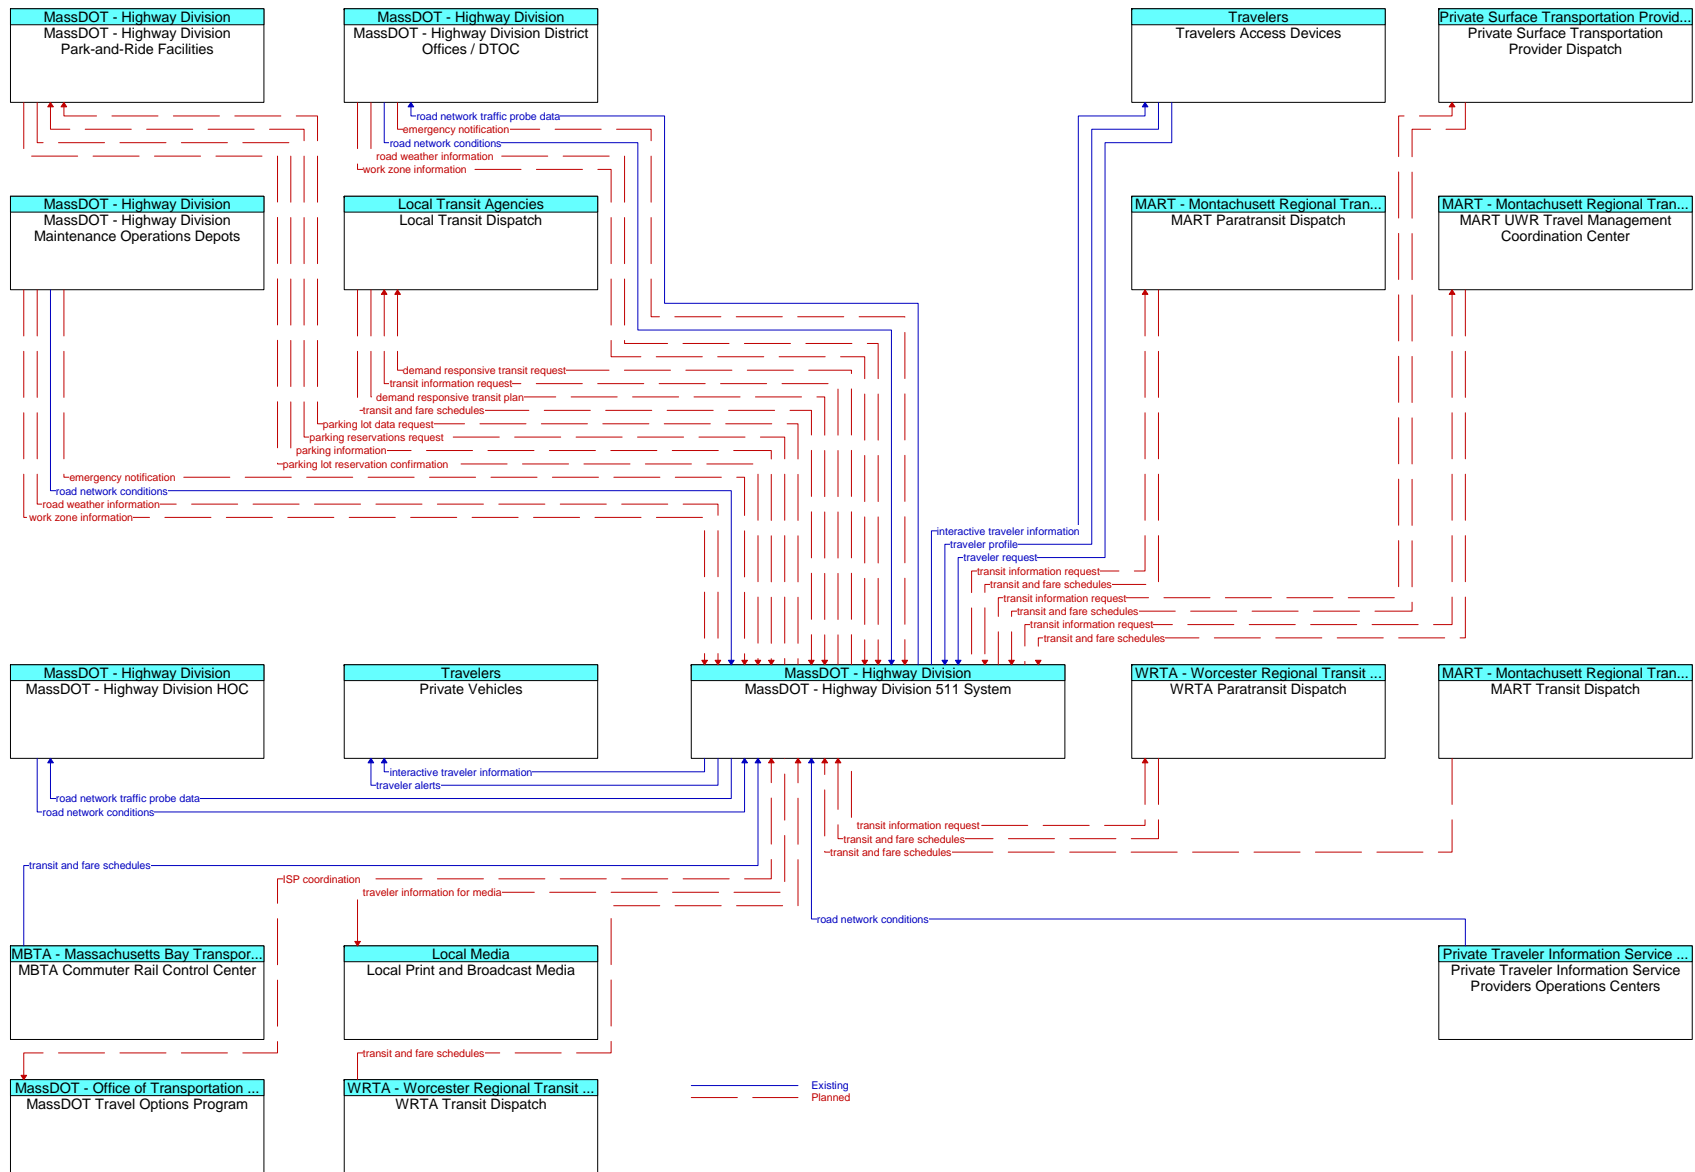 MassDOT - Highway Division
MassDOT - Highway Division
Park-and-Ride Facilities
MassDOT - Highway Division
MassDOT - Highway Division District
Offices / DTOC
Travelers
Travelers Access Devices
Private Surface Transportation Provid...
Private Surface Transportation
Provider Dispatch
road network traffic probe data
emergency notification
road network conditions
road weather information
work zone information
MassDOT - Highway Division
MassDOT - Highway Division
Maintenance Operations Depots
Local Transit Agencies
Local Transit Dispatch
MART - Montachusett Regional Tran...
MART Paratransit Dispatch
MART - Montachusett Regional Tran...
MART UWR Travel Management
Coordination Center
demand responsive transit request
transit information request
demand responsive transit plan
transit and fare schedules
parking lot data request
parking reservations request
parking information
parking lot reservation confirmation
emergency notification
road network conditions
road weather information
work zone information
interactive traveler information
traveler profile
traveler request
transit information request
transit and fare schedules
transit information request
transit and fare schedules
transit information request
transit and fare schedules
MassDOT - Highway Division
MassDOT - Highway Division HOC
Travelers
Private Vehicles
MassDOT - Highway Division
MassDOT - Highway Division 511 System
WRTA - Worcester Regional Transit ...
WRTA Paratransit Dispatch
MART - Montachusett Regional Tran...
MART Transit Dispatch
interactive traveler information
traveler alerts
road network traffic probe data
road network conditions
transit information request
transit and fare schedules
transit and fare schedules
transit and fare schedules
ISP coordination
traveler information for media
road network conditions
MBTA - Massachusetts Bay Transpor...
MBTA Commuter Rail Control Center
Local Media
Local Print and Broadcast Media
Private Traveler Information Service ...
Private Traveler Information Service
Providers Operations Centers
transit and fare schedules
MassDOT - Office of Transportation ...
MassDOT Travel Options Program
WRTA - Worcester Regional Transit ...
WRTA Transit Dispatch
Existing
Planned